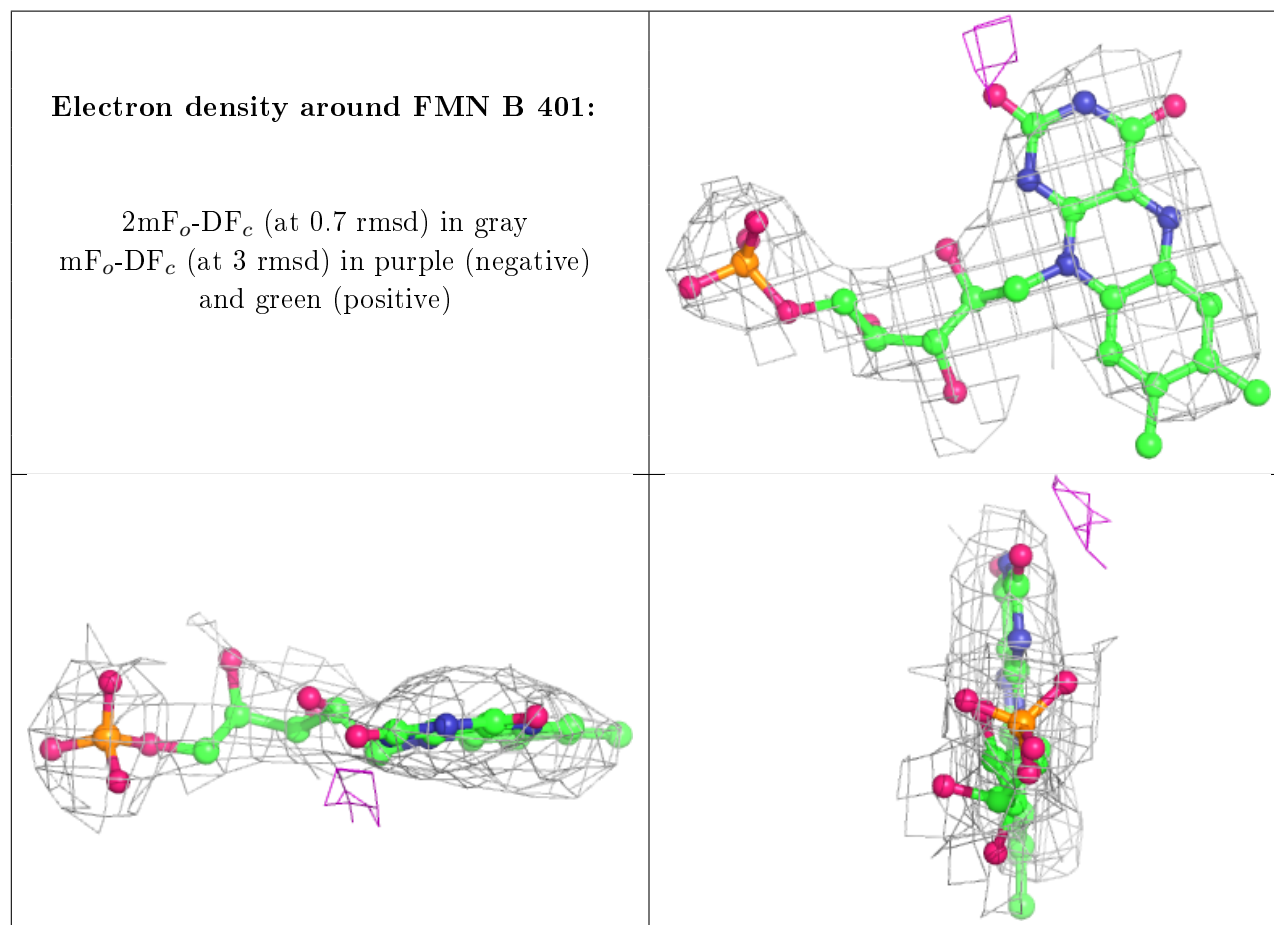 Electron density around FMN B 401:
2mFₒ-DF𝒸 (at 0.7 rmsd) in gray
mFₒ-DF𝒸 (at 3 rmsd) in purple (negative)
and green (positive)